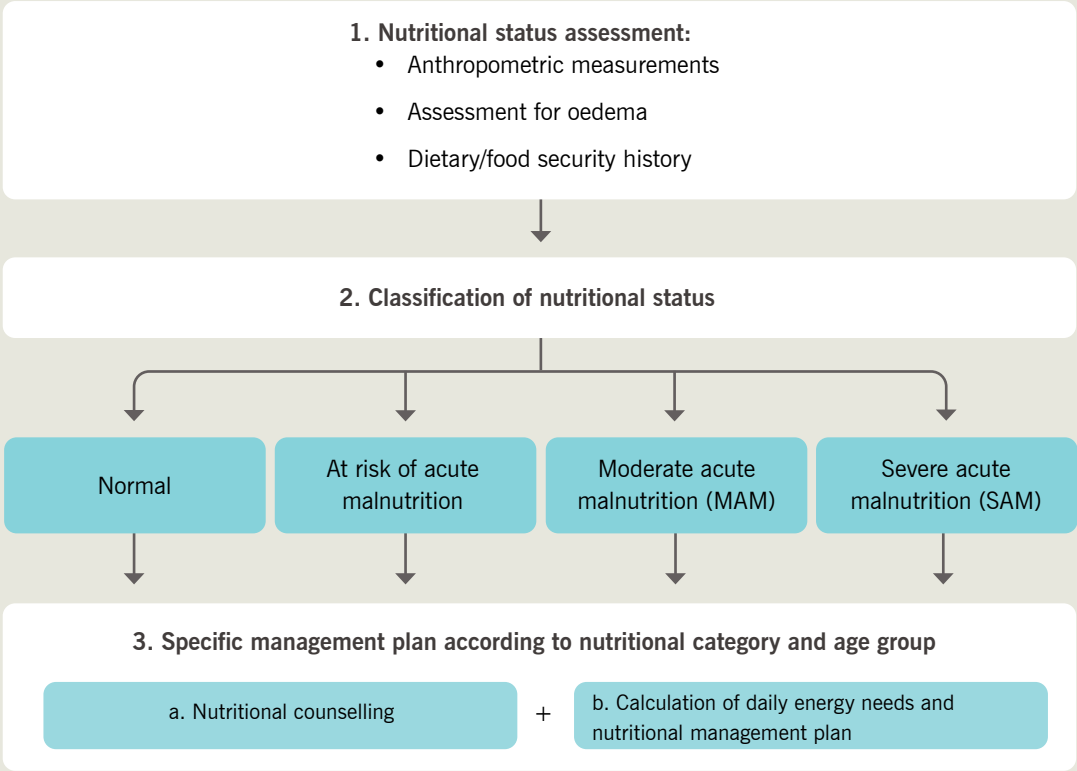 1. Nutritional status assessment:
• Anthropometric measurements
• Assessment for oedema
• Dietary/food security history
2. Classification of nutritional status
Normal
At risk of acute
malnutrition
Moderate acute
malnutrition (MAM)
Severe acute
malnutrition (SAM)
3. Specific management plan according to nutritional category and age group
a. Nutritional counselling
+
b. Calculation of daily energy needs and
nutritional management plan